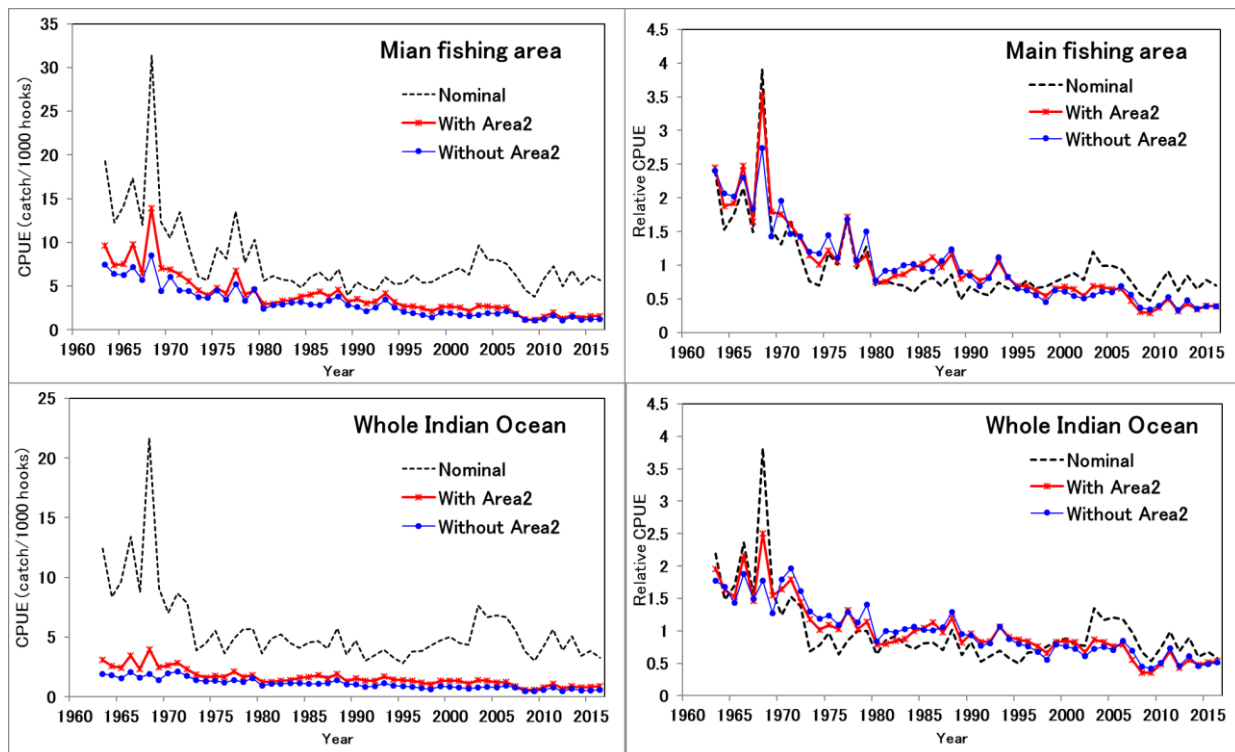 Mian fishing area
CPUE (catch/1000 hooks)
35
30
25
20
15
10
5
0
Nominal
With Area2
Without Area2
1960 1965 1970 1975 1980 1985 1990 1995 2000 2005 2010 2015
Year
Main fishing area
Relative CPUE
4.5
4
3.5
3
2.5
2
1.5
1
0.5
0
Nominal
With Area2
Without Area2
1960 1965 1970 1975 1980 1985 1990 1995 2000 2005 2010 2015
Year
Whole Indian Ocean
CPUE (catch/1000 hooks)
25
20
15
10
5
0
Nominal
With Area2
Without Area2
1960 1965 1970 1975 1980 1985 1990 1995 2000 2005 2010 2015
Year
Whole Indian Ocean
Relative CPUE
4.5
4
3.5
3
2.5
2
1.5
1
0.5
0
Nominal
With Area2
Without Area2
1960 1965 1970 1975 1980 1985 1990 1995 2000 2005 2010 2015
Year